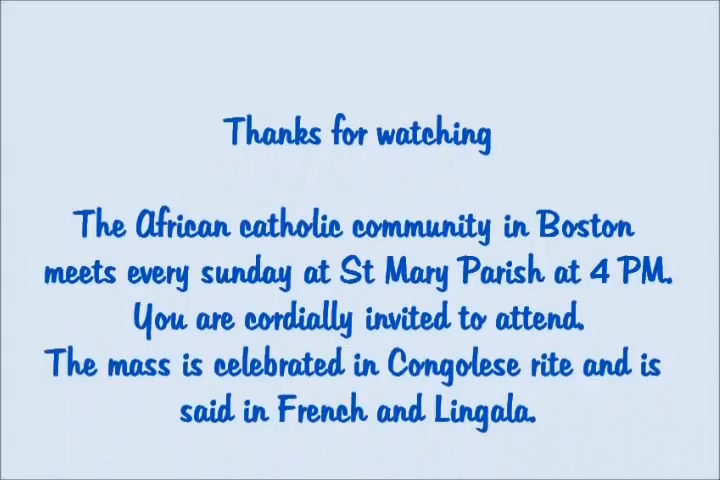 Thanks for watching
The African catholic community in Boston
meets every sunday at St Mary Parish at 4 PM.
You are cordially invited to attend.
The mass is celebrated in Congolese rite and is
said in French and Lingala.